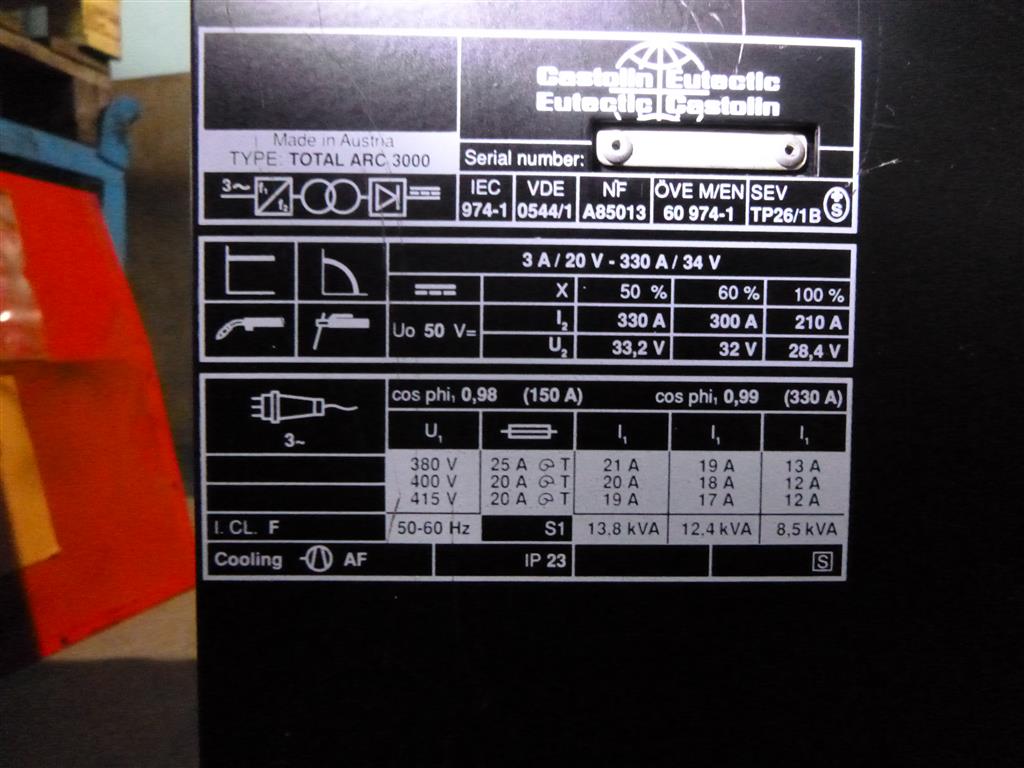 Castolin Eutectic
Eutectic Castolin
Made in Austria
TYPE: TOTAL ARC 3000
Serial number:
3~ f₁ f₂
IEC 974-1
VDE 0544/1
NF A85013
ÖVE M/EN 60 974-1
SEV TP26/1B
S
3 A / 20 V - 330 A / 34 V
X 50 % 60 % 100 %
Uo 50 V=
I₂ 330 A 300 A 210 A
U₂ 33,2 V 32 V 28,4 V
cos phi₁ 0,98 (150 A) cos phi₁ 0,99 (330 A)
3~
U₁ I₁ I₁ I₁
380 V 25 A T 21 A 19 A 13 A
400 V 20 A T 20 A 18 A 12 A
415 V 20 A T 19 A 17 A 12 A
I. CL. F 50-60 Hz S1 13,8 kVA 12,4 kVA 8,5 kVA
Cooling AF IP 23 S